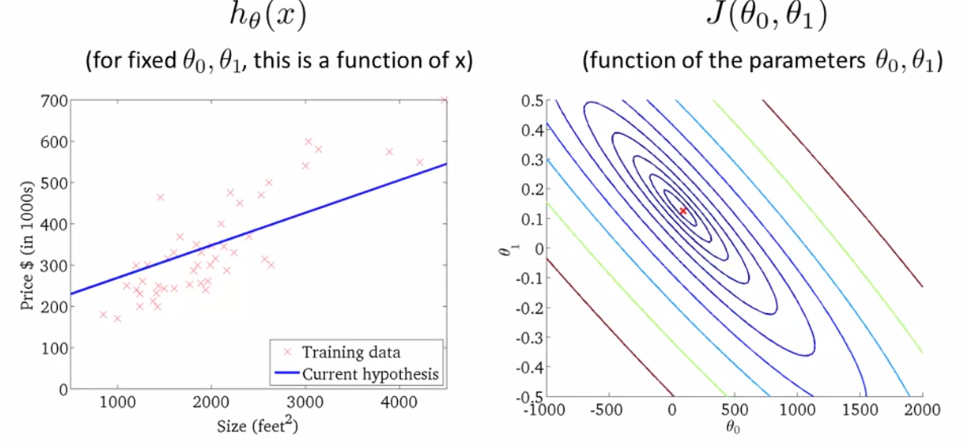 hθ(x)
(for fixed θ0, θ1, this is a function of x)
700
600
500
400
300
200
100
0
Price $ (in 1000s)
1000 2000 3000 4000
Size (feet²)
Training data
Current hypothesis
J(θ0, θ1)
(function of the parameters θ0, θ1)
0.5
0.4
0.3
0.2
0.1
0
-0.1
-0.2
-0.3
-0.4
-0.5
θ1
-1000 -500 0 500 1000 1500 2000
θ0